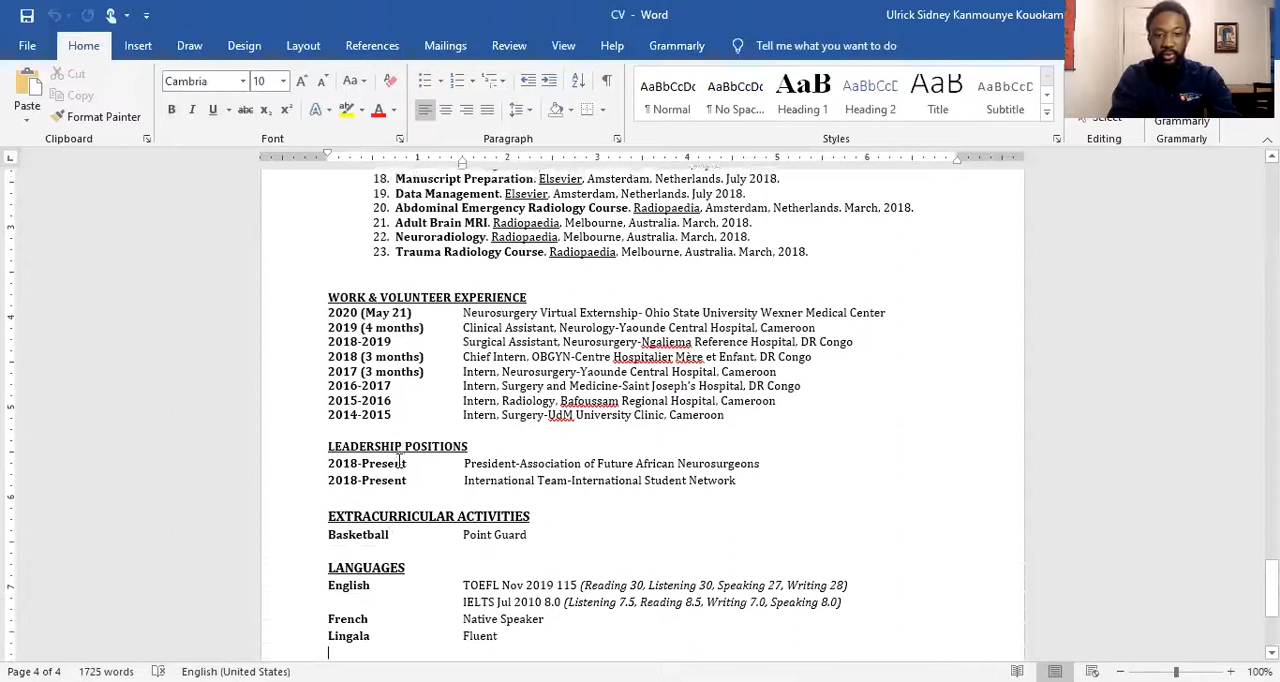 CV - Word
Ulrick Sidney Kanmounye Kouokam
File Home Insert Draw Design Layout References Mailings Review View Help Grammarly Tell me what you want to do
Cut
Copy
Paste
Format Painter
Clipboard
Cambria 10
Font
Paragraph
AaBbCcDc AaBbCcDc AaB AaBbCcDc AaB AaBbCcDc
¶ Normal ¶ No Spac... Heading 1 Heading 2 Title Subtitle
Styles
Select
Editing
Grammarly
Grammarly
1 2 3 4 5 6
18. Manuscript Preparation. Elsevier, Amsterdam, Netherlands. July 2018.
19. Data Management. Elsevier, Amsterdam, Netherlands. July 2018.
20. Abdominal Emergency Radiology Course. Radiopaedia, Amsterdam, Netherlands. March, 2018.
21. Adult Brain MRI. Radiopaedia, Melbourne, Australia. March, 2018.
22. Neuroradiology. Radiopaedia, Melbourne, Australia. March, 2018.
23. Trauma Radiology Course. Radiopaedia, Melbourne, Australia. March, 2018.
WORK & VOLUNTEER EXPERIENCE
2020 (May 21) Neurosurgery Virtual Externship- Ohio State University Wexner Medical Center
2019 (4 months) Clinical Assistant, Neurology-Yaounde Central Hospital, Cameroon
2018-2019 Surgical Assistant, Neurosurgery-Ngaliema Reference Hospital, DR Congo
2018 (3 months) Chief Intern, OBGYN-Centre Hospitalier Mère et Enfant, DR Congo
2017 (3 months) Intern, Neurosurgery-Yaounde Central Hospital, Cameroon
2016-2017 Intern, Surgery and Medicine-Saint Joseph's Hospital, DR Congo
2015-2016 Intern, Radiology, Bafoussam Regional Hospital, Cameroon
2014-2015 Intern, Surgery-UdM University Clinic, Cameroon
LEADERSHIP POSITIONS
2018-Present President-Association of Future African Neurosurgeons
2018-Present International Team-International Student Network
EXTRACURRICULAR ACTIVITIES
Basketball Point Guard
LANGUAGES
English TOEFL Nov 2019 115 (Reading 30, Listening 30, Speaking 27, Writing 28)
IELTS Jul 2010 8.0 (Listening 7.5, Reading 8.5, Writing 7.0, Speaking 8.0)
French Native Speaker
Lingala Fluent
Page 4 of 4 1725 words English (United States) 100%